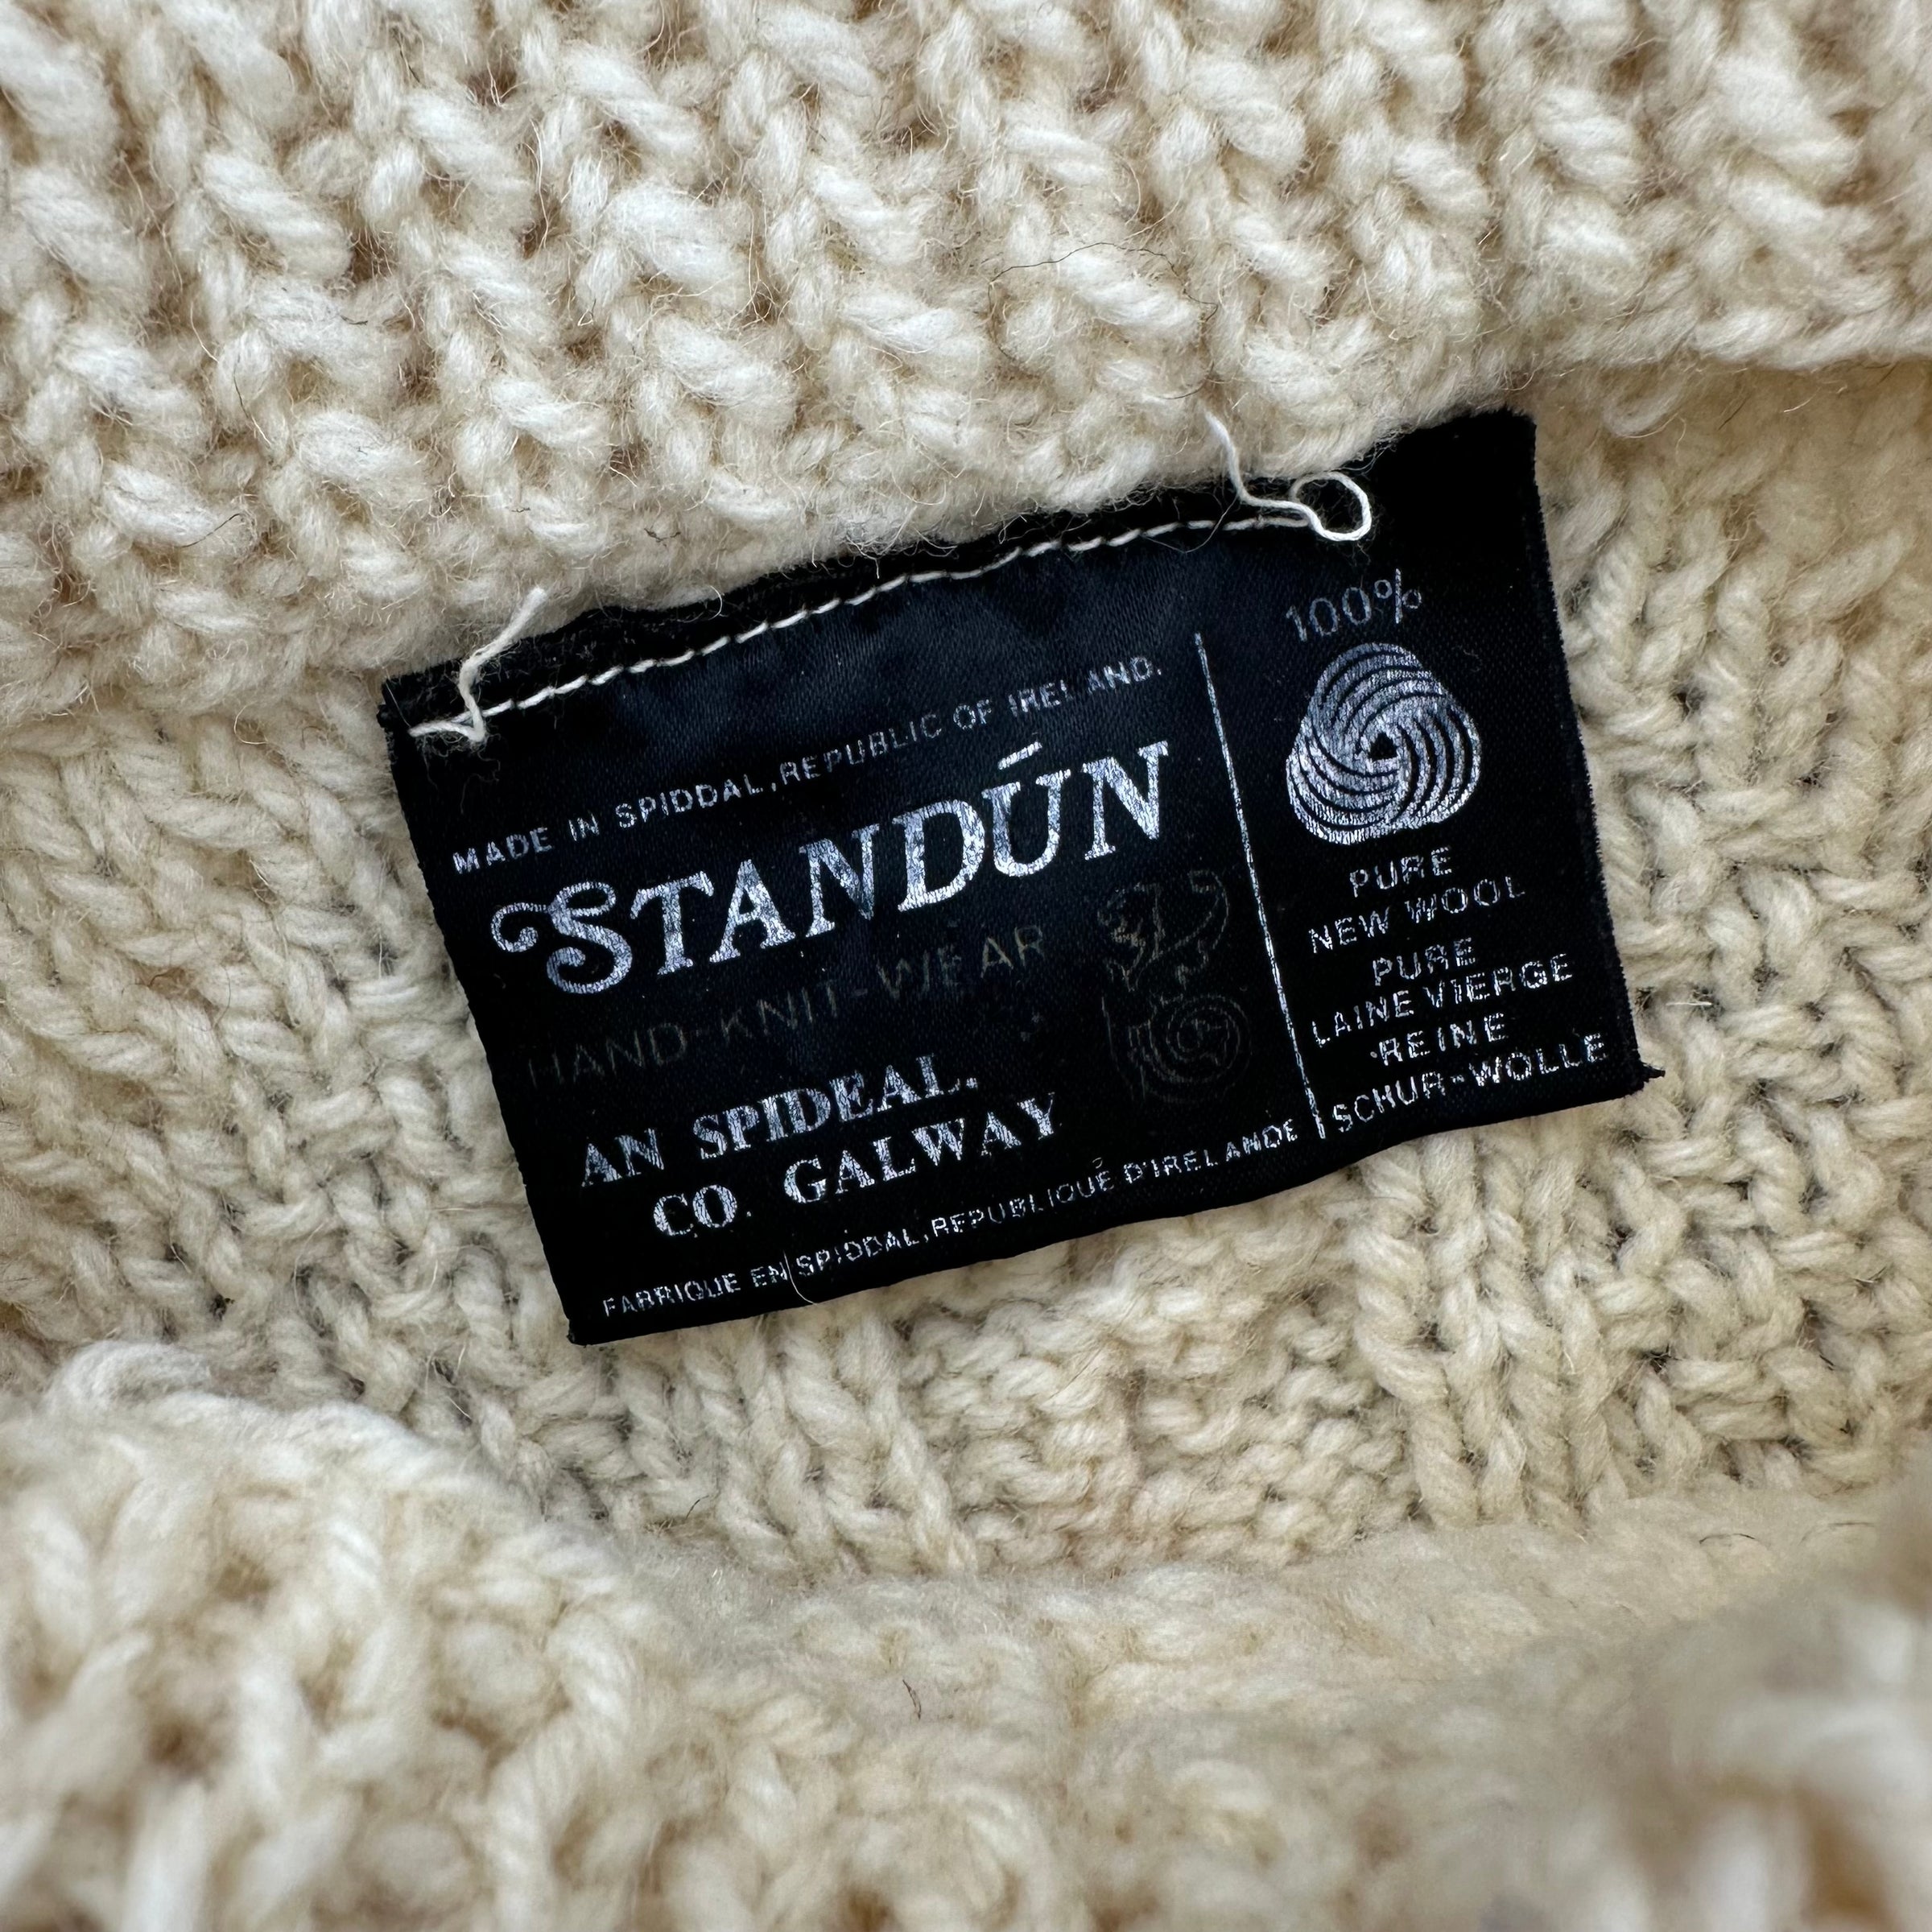 MADE IN SPIDDAL, REPUBLIC OF IRELAND.
STANDÚN
HAND-KNIT-WEAR
AN SPIDEAL.
CO. GALWAY
FABRIQUE EN SPIDDAL, REPUBLIQUÉ D'IRELANDE
100%
PURE
NEW WOOL
PURE
LAINE VIERGE
REINE
SCHUR-WOLLE